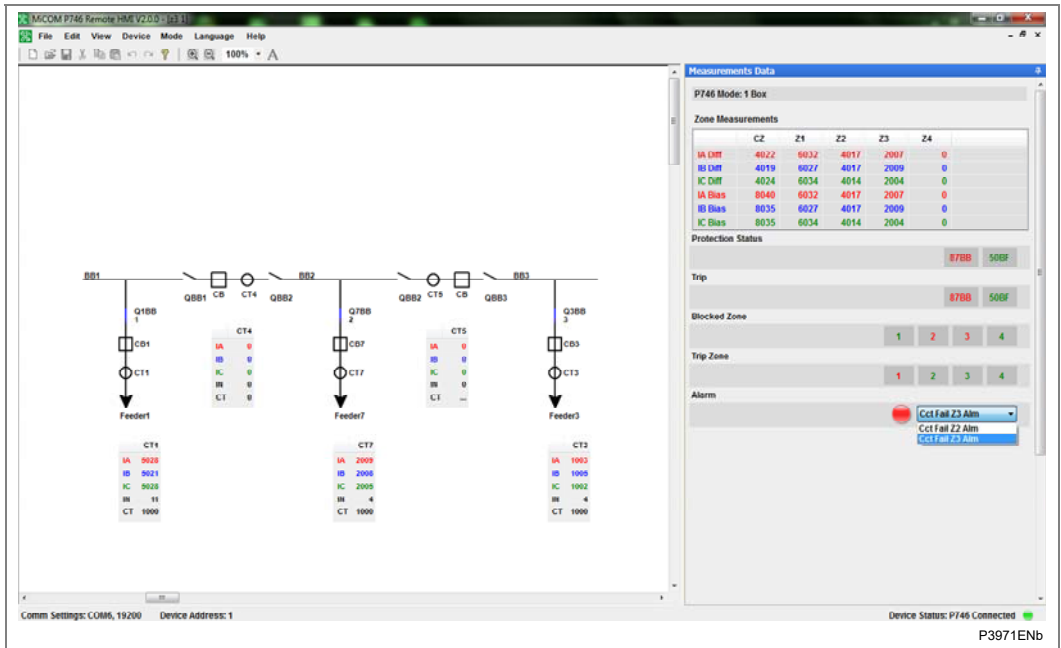 MiCOM P746 Remote HMI V2.0.0 - [z3 1]
File Edit View Device Mode Language Help
100% A
Measurements Data
P746 Mode: 1 Box
Zone Measurements
CZ Z1 Z2 Z3 Z4
IA Diff 4022 6032 4017 2007 0
IB Diff 4019 6027 4017 2009 0
IC Diff 4024 6034 4014 2004 0
IA Bias 8040 6032 4017 2007 0
IB Bias 8035 6027 4017 2009 0
IC Bias 8035 6034 4014 2004 0
Protection Status
87BB 50BF
Trip
87BB 50BF
Blocked Zone
1 2 3 4
Trip Zone
1 2 3 4
Alarm
Cct Fail Z3 Alm
Cct Fail Z2 Alm
Cct Fail Z3 Alm
BB1 BB2 BB3
QBB1 CB CT4 QBB2 QBB2 CT5 CB QBB3
Q1BB 1 Q7BB 2 Q3BB 3
CB1 CB7 CB3
CT1 CT7 CT3
Feeder1 Feeder7 Feeder3
CT4
IA 0
IB 0
IC 0
IN 0
CT 0
CT5
IA 0
IB 0
IC 0
IN 0
CT ...
CT1
IA 5028
IB 5021
IC 5028
IN 11
CT 1000
CT7
IA 2009
IB 2008
IC 2005
IN 4
CT 1000
CT3
IA 1003
IB 1005
IC 1002
IN 4
CT 1000
Comm Settings: COM6, 19200 Device Address: 1
Device Status: P746 Connected
P3971ENb